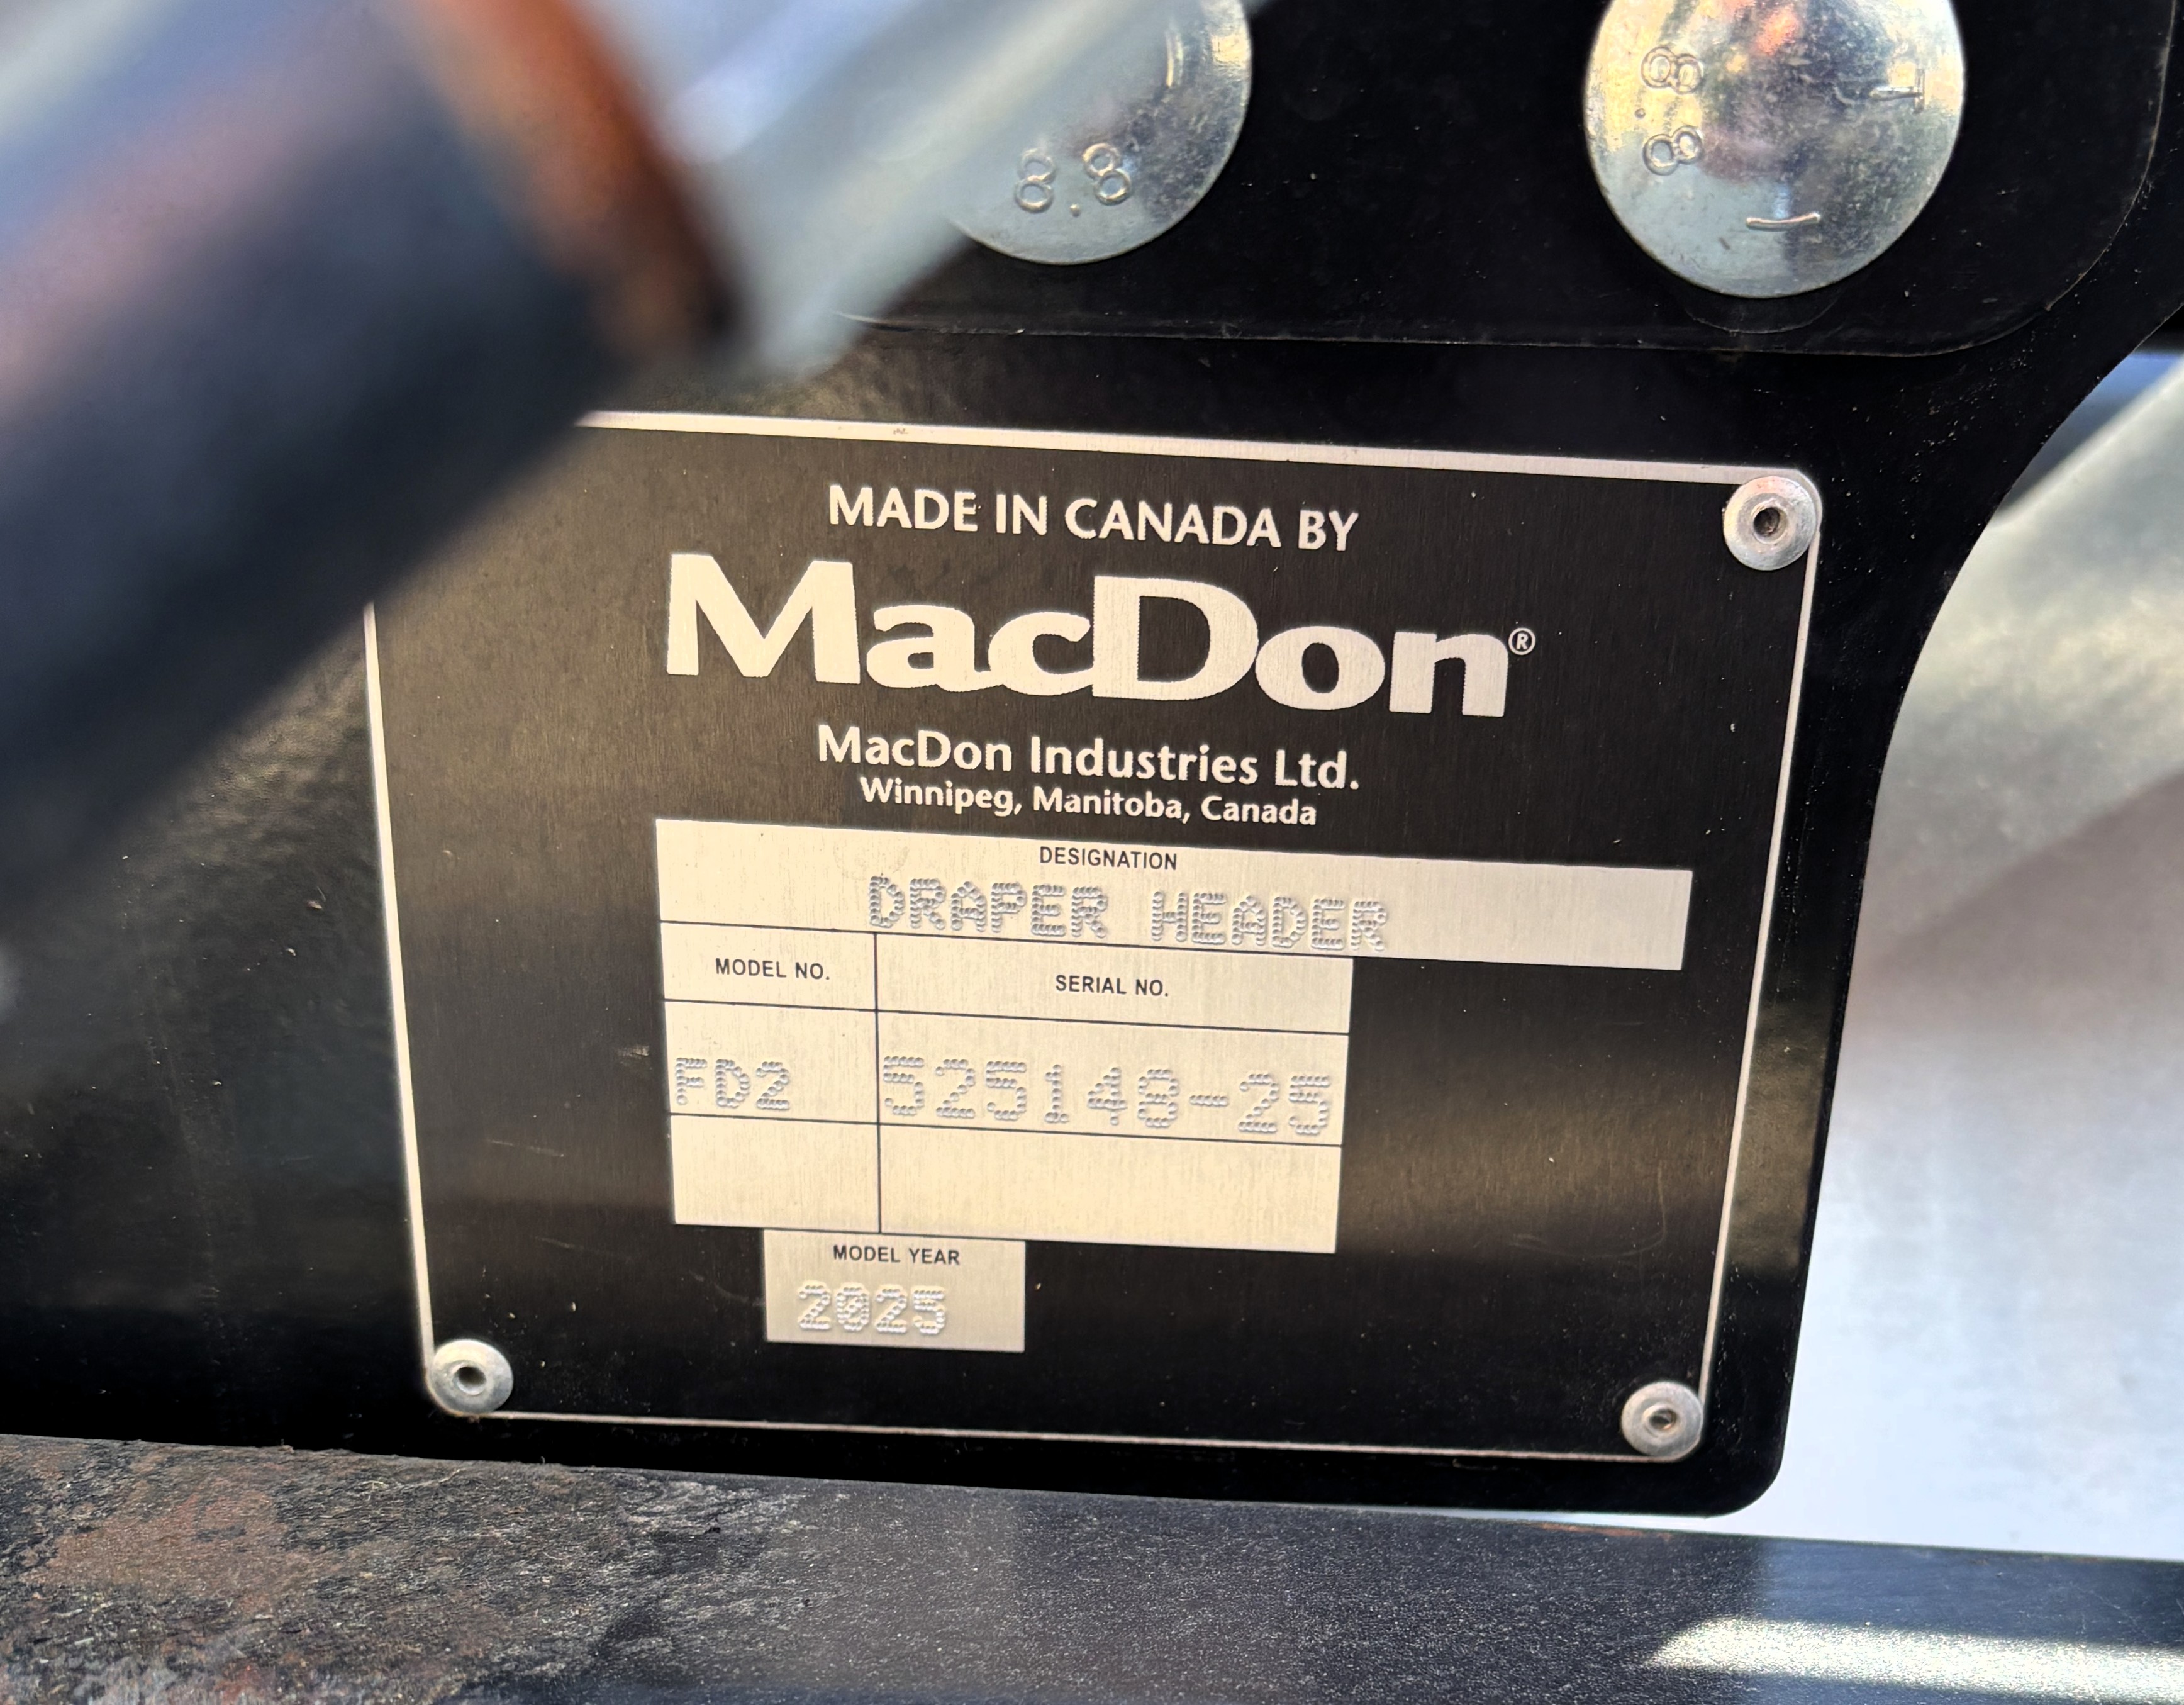 8.8
8.8
MADE IN CANADA BY
MacDon®
MacDon Industries Ltd.
Winnipeg, Manitoba, Canada
DESIGNATION
DRAPER HEADER
MODEL NO. SERIAL NO.
FD2 525148-25
MODEL YEAR
2025